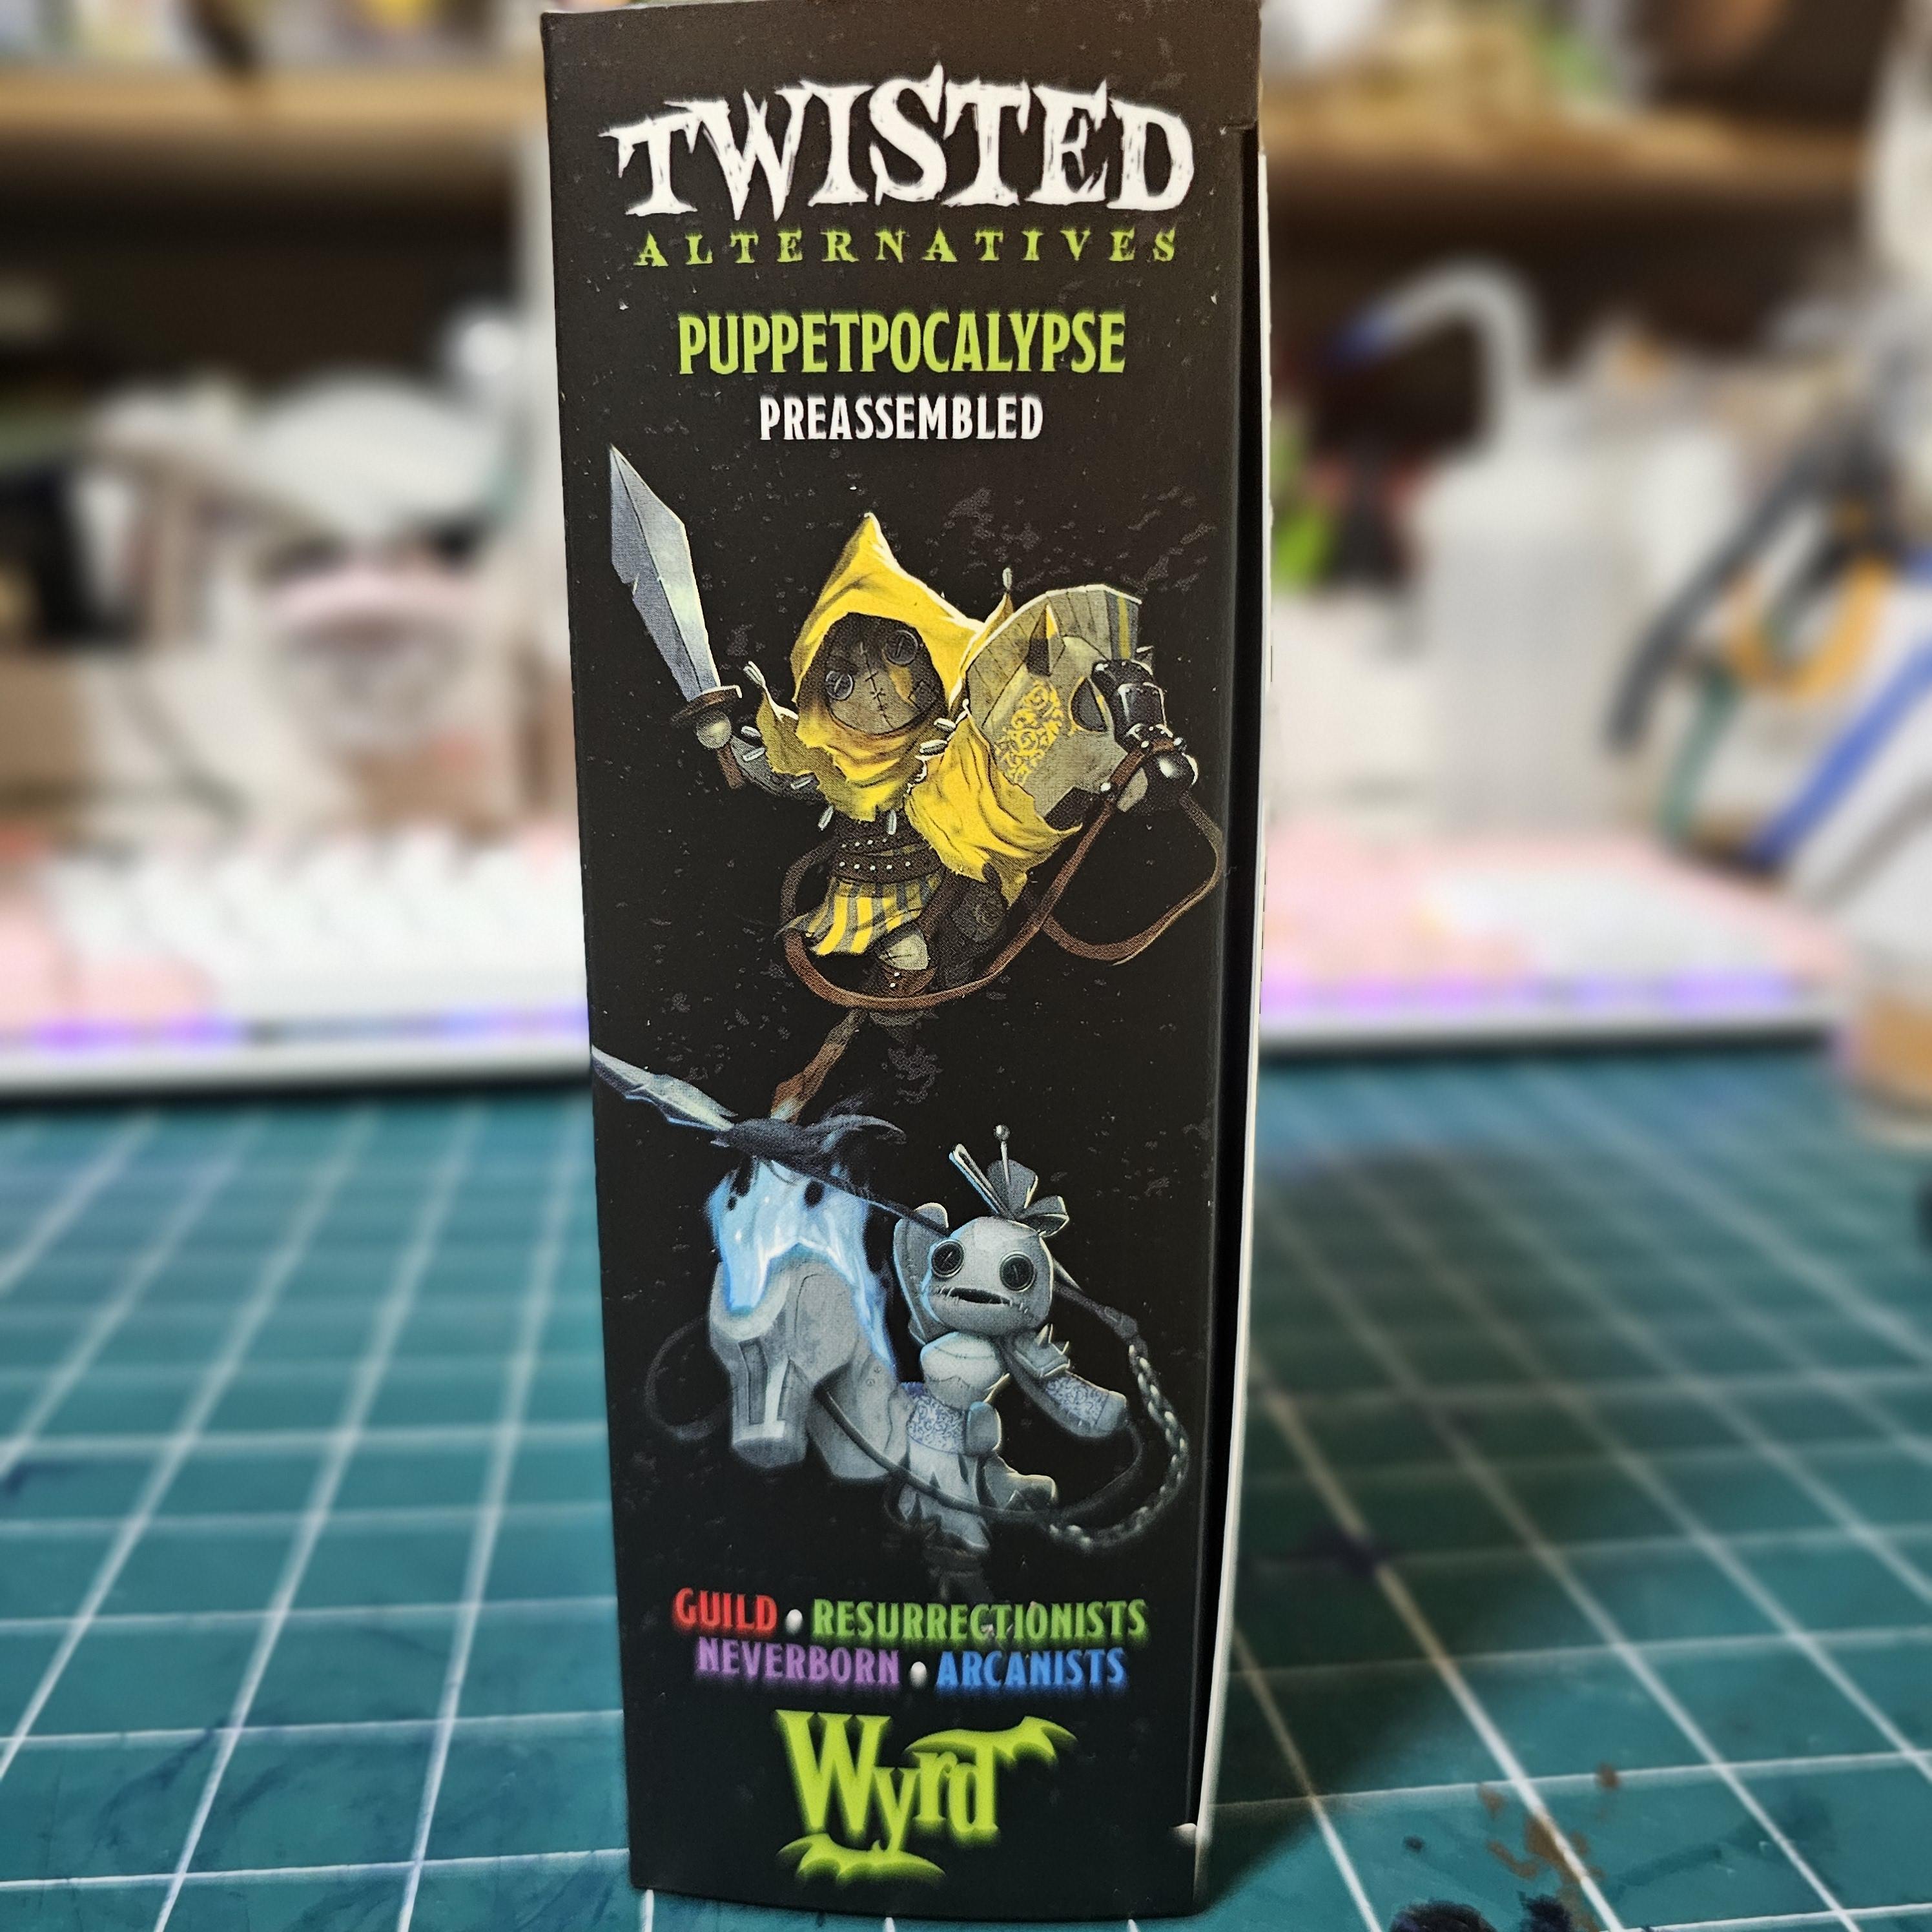 TWISTED
ALTERNATIVES
PUPPETPOCALYPSE
PREASSEMBLED
GUILD • RESURRECTIONISTS
NEVERBORN • ARCANISTS
Wyrd